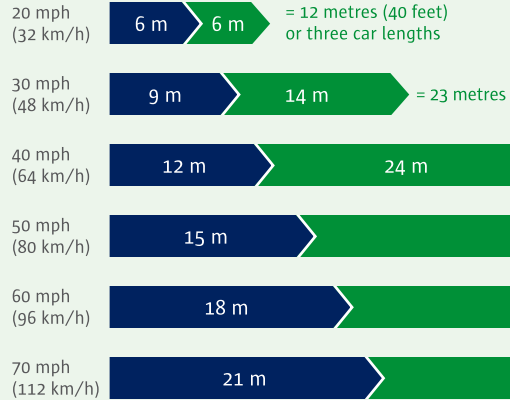 20 mph
(32 km/h)
6 m
6 m
= 12 metres (40 feet)
or three car lengths
30 mph
(48 km/h)
9 m
14 m
= 23 metres
40 mph
(64 km/h)
12 m
24 m
50 mph
(80 km/h)
15 m
60 mph
(96 km/h)
18 m
70 mph
(112 km/h)
21 m